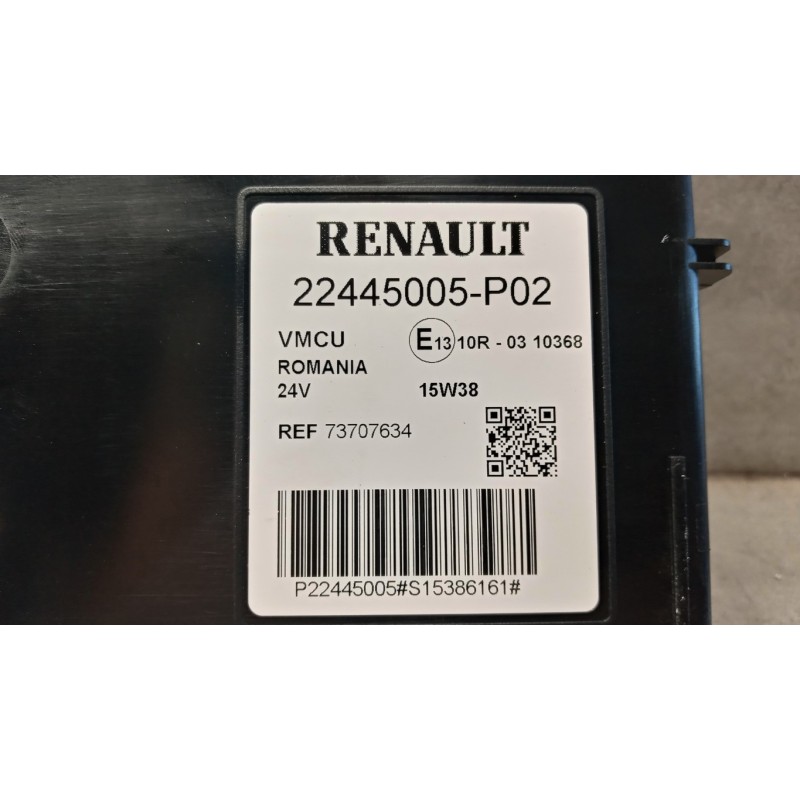 RENAULT
22445005-P02
VMCU E13 10R - 03 10368
ROMANIA
24V 15W38
REF 73707634
P22445005#S15386161#